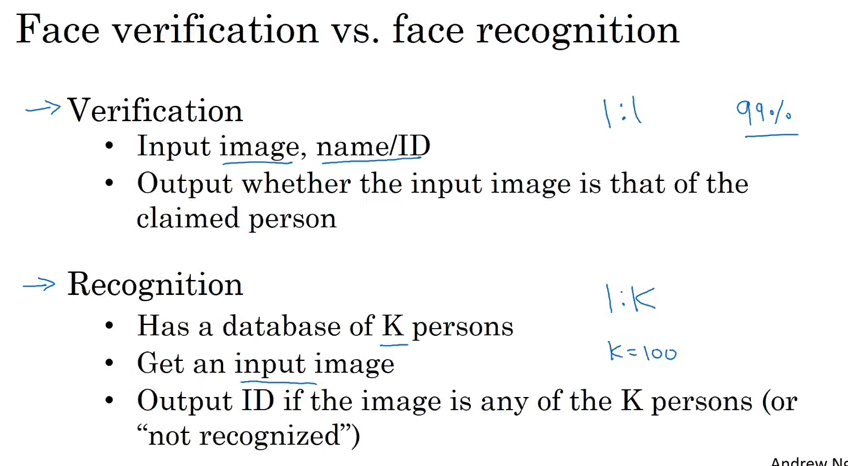 Face verification vs. face recognition
→ Verification 1:1 99%
• Input image, name/ID
• Output whether the input image is that of the
claimed person
→ Recognition 1:K
• Has a database of K persons
K=100
• Get an input image
• Output ID if the image is any of the K persons (or
“not recognized”)
Andrew Ng